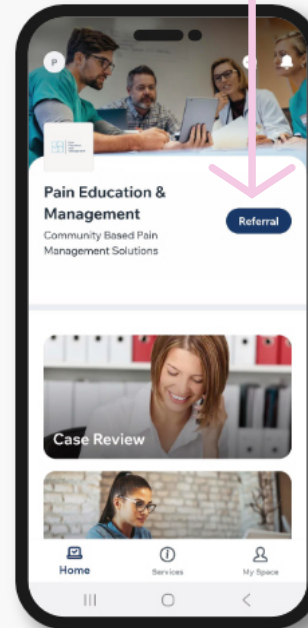 P
Pain Education &
Management
Referral
Community Based Pain
Management Solutions
Case Review
Home
Services
My Space